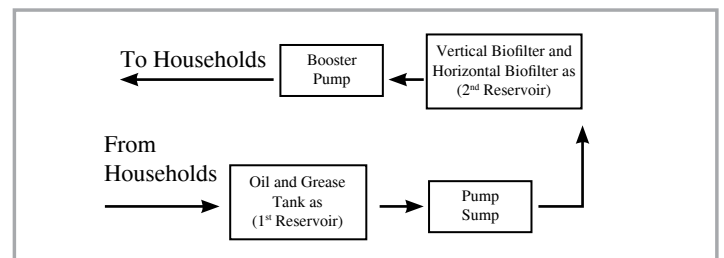 To Households
Booster
Pump
Vertical Biofilter and
Horizontal Biofilter as
(2nd Reservoir)
From
Households
Oil and Grease
Tank as
(1st Reservoir)
Pump
Sump